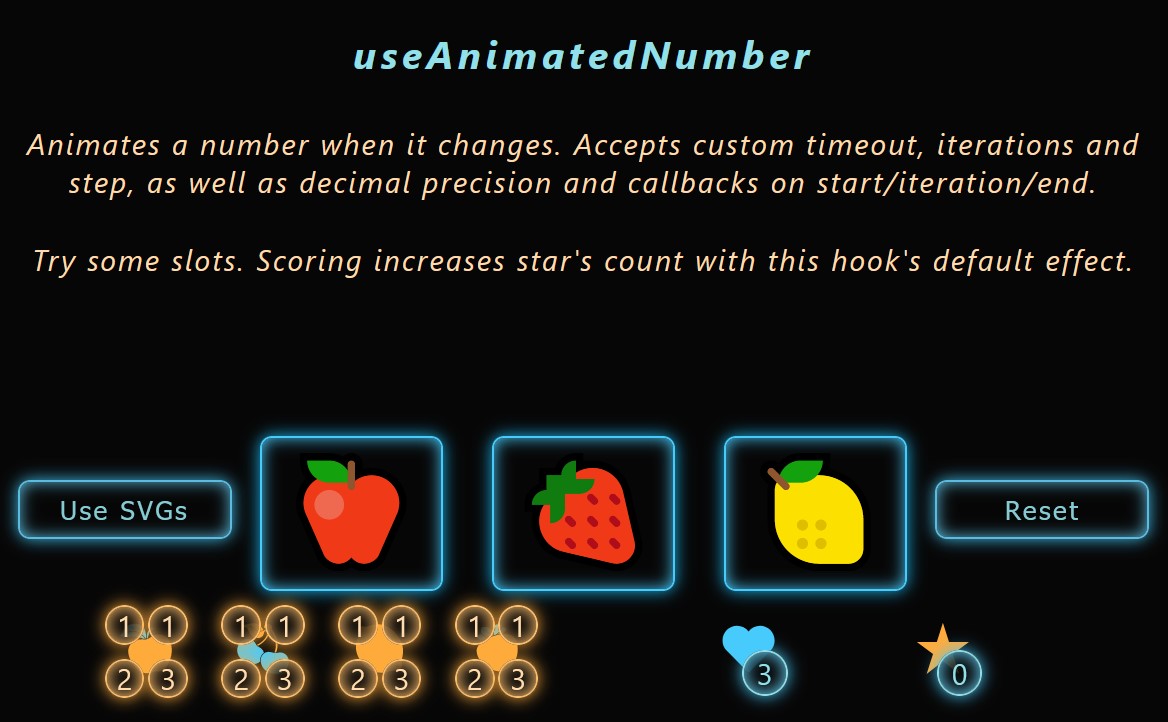 useAnimatedNumber
Animates a number when it changes. Accepts custom timeout, iterations and
step, as well as decimal precision and callbacks on start/iteration/end.
Try some slots. Scoring increases star's count with this hook's default effect.
Use SVGs
Reset
1 1 1 1 1 1 1 1
2 3 2 3 2 3 2 3
3
0